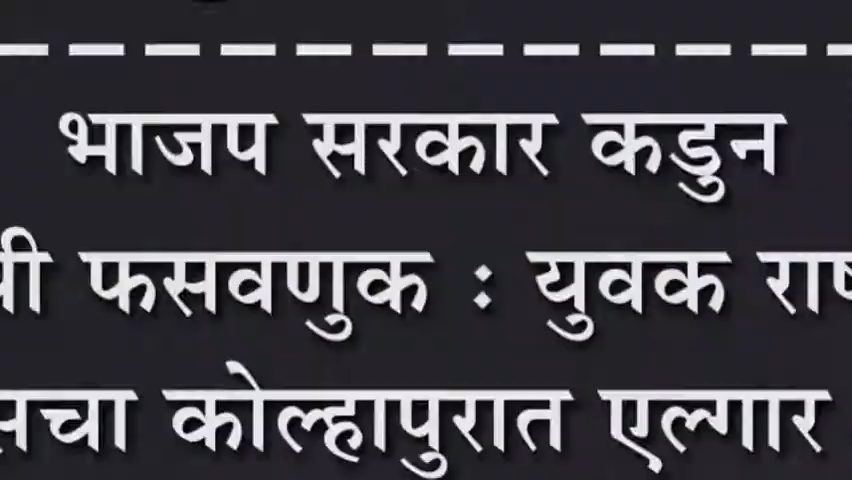 भाजप सरकार कडुन
फसवणुक : युवक
कोल्हापुरात एल्गार